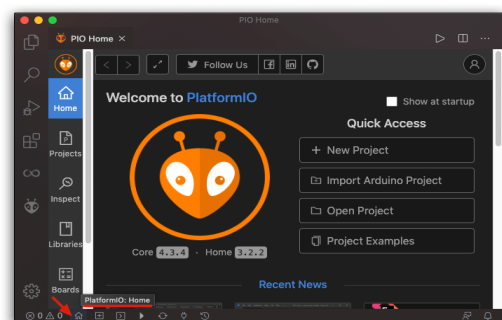 PIO Home
PIO Home
Follow Us
Home
Welcome to PlatformIO
Show at startup
Quick Access
Projects
New Project
Import Arduino Project
Inspect
Open Project
Libraries
Project Examples
Core 4.3.4 · Home 3.2.2
Boards
Recent News
PlatformIO: Home
0 0